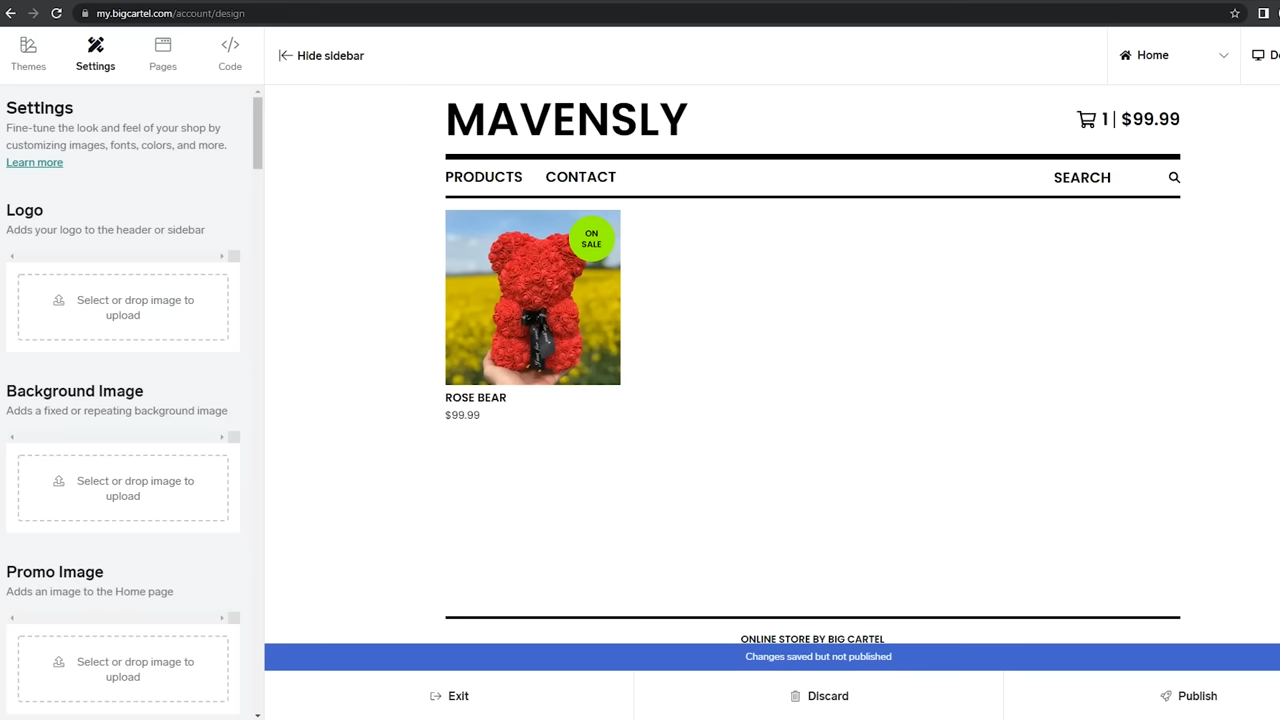 my.bigcartel.com/account/design
Themes
Settings
Pages
Code
Hide sidebar
Home
Settings
Fine-tune the look and feel of your shop by
customizing images, fonts, colors, and more.
Learn more
Logo
Adds your logo to the header or sidebar
Select or drop image to
upload
Background Image
Adds a fixed or repeating background image
Select or drop image to
upload
Promo Image
Adds an image to the Home page
Select or drop image to
upload
MAVENSLY
1 | $99.99
PRODUCTS
CONTACT
SEARCH
ON
SALE
ROSE BEAR
$99.99
ONLINE STORE BY BIG CARTEL
Changes saved but not published
Exit
Discard
Publish